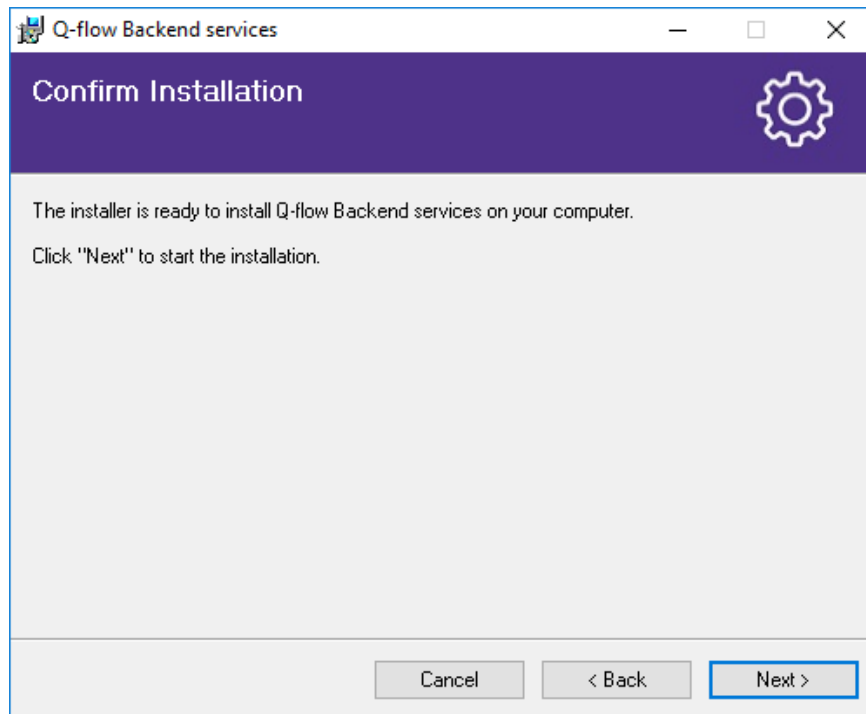 Q-flow Backend services
Confirm Installation
The installer is ready to install Q-flow Backend services on your computer.
Click "Next" to start the installation.
Cancel
< Back
Next >